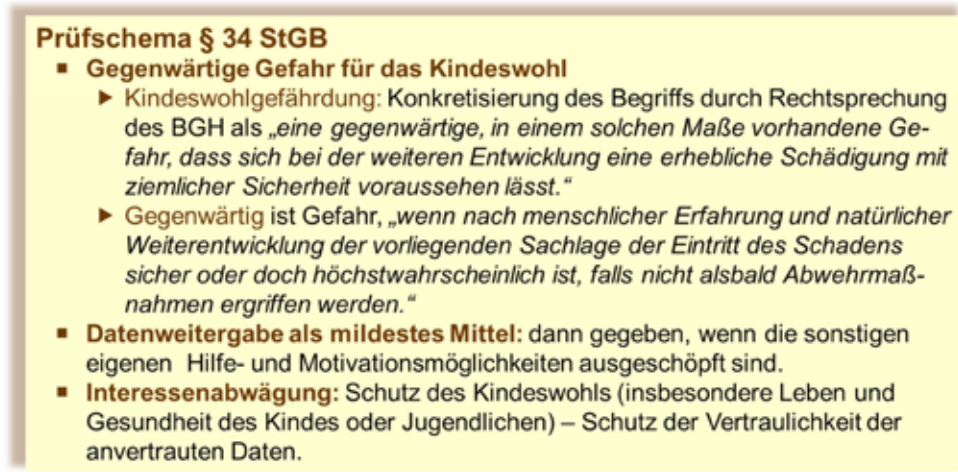 Prüfschema § 34 StGB
▪ Gegenwärtige Gefahr für das Kindeswohl
► Kindeswohlgefährdung: Konkretisierung des Begriffs durch Rechtsprechung
des BGH als „eine gegenwärtige, in einem solchen Maße vorhandene Ge-
fahr, dass sich bei der weiteren Entwicklung eine erhebliche Schädigung mit
ziemlicher Sicherheit voraussehen lässt.“
► Gegenwärtig ist Gefahr, „wenn nach menschlicher Erfahrung und natürlicher
Weiterentwicklung der vorliegenden Sachlage der Eintritt des Schadens
sicher oder doch höchstwahrscheinlich ist, falls nicht alsbald Abwehrmaß-
nahmen ergriffen werden.“
▪ Datenweitergabe als mildestes Mittel: dann gegeben, wenn die sonstigen
eigenen Hilfe- und Motivationsmöglichkeiten ausgeschöpft sind.
▪ Interessenabwägung: Schutz des Kindeswohls (insbesondere Leben und
Gesundheit des Kindes oder Jugendlichen) – Schutz der Vertraulichkeit der
anvertrauten Daten.